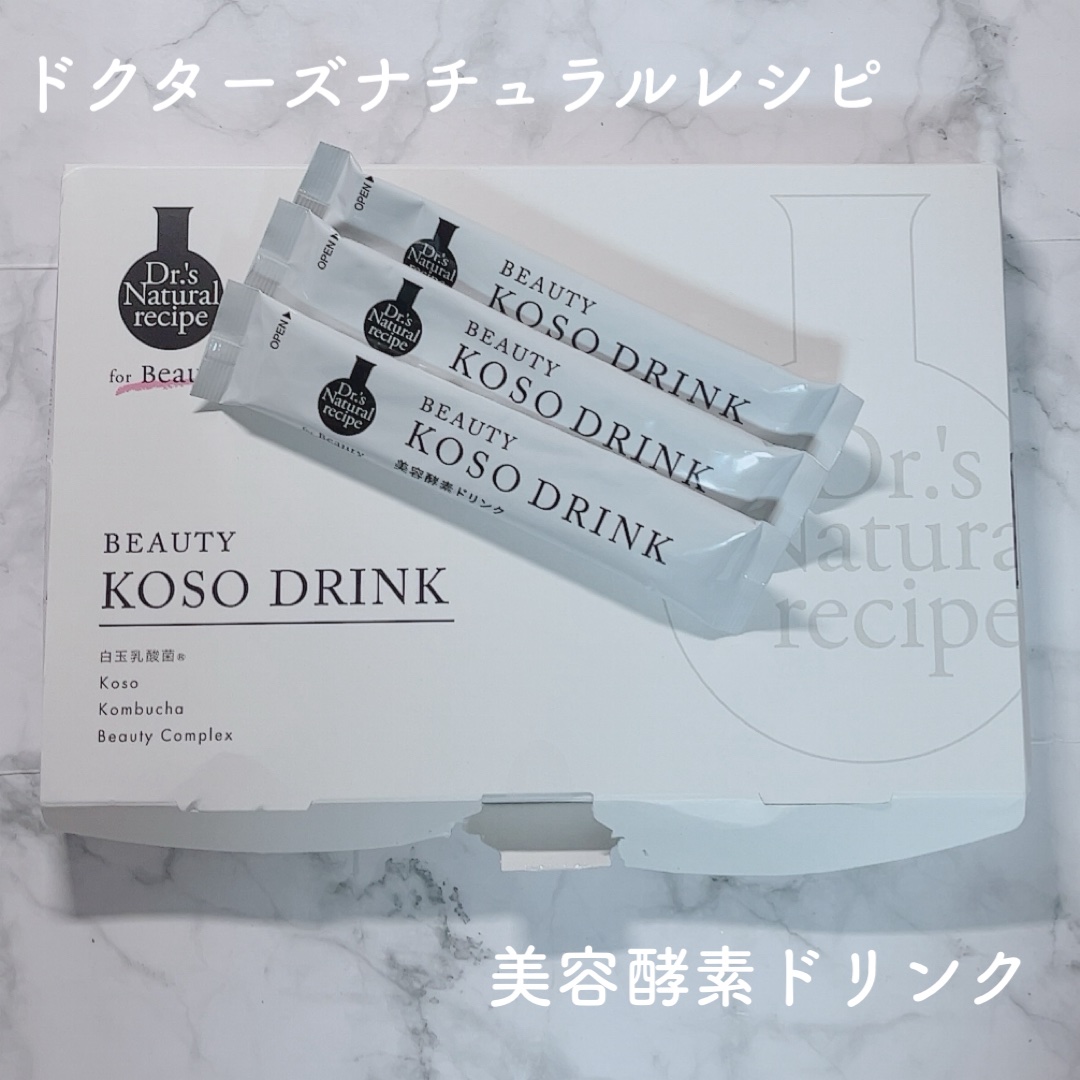 ドクターズナチュラルレシピ
OPEN▶
Dr.'s
Natural
recipe
BEAUTY
KOSO DRINK
OPEN▶
Dr.'s
Natural
recipe
BEAUTY
KOSO DRINK
OPEN▶
Dr.'s
Natural
recipe
for Beauty
BEAUTY
KOSO DRINK
美容酵素ドリンク
Dr.'s
Natural
recipe
for Beau
Dr.'s
Natura
recipe
BEAUTY
KOSO DRINK
白玉乳酸菌®
Koso
Kombucha
Beauty Complex
美容酵素ドリンク